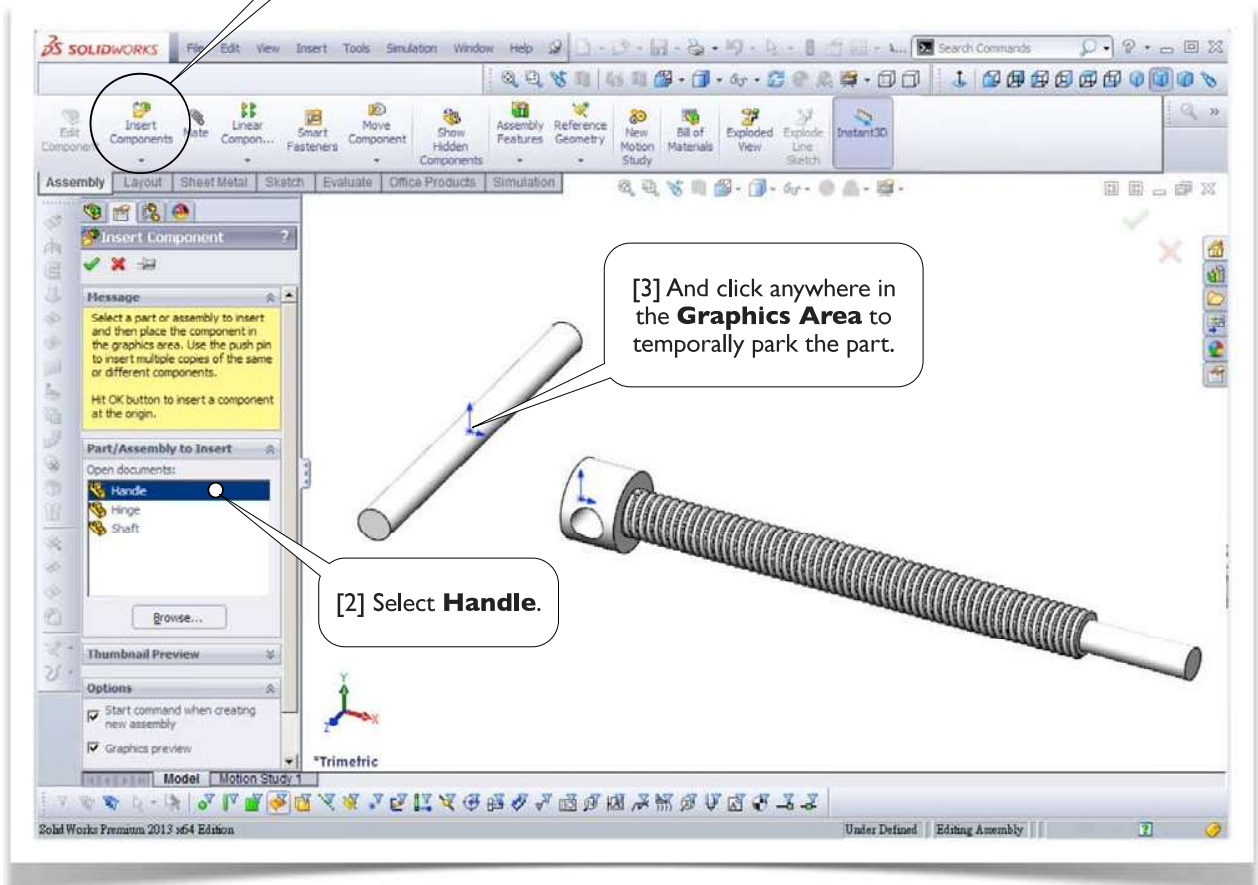 SOLIDWORKS File Edit View Insert Tools Simulation Window Help Search Commands
Edit Component
Insert Components
Mate
Linear Compon...
Smart Fasteners
Move Component
Show Hidden Components
Assembly Features
Reference Geometry
New Motion Study
Bill of Materials
Exploded View
Explode Line Sketch
Instant3D
Assembly Layout Sheet Metal Sketch Evaluate Office Products Simulation
Insert Component ?
Message
Select a part or assembly to insert
and then place the component in
the graphics area. Use the push pin
to insert multiple copies of the same
or different components.
Hit OK button to insert a component
at the origin.
Part/Assembly to Insert
Open documents:
Handle
Hinge
Shaft
Browse...
Thumbnail Preview
Options
Start command when creating
new assembly
Graphics preview
[3] And click anywhere in
the Graphics Area to
temporally park the part.
[2] Select Handle.
Y
X
Z
*Trimetric
Model Motion Study 1
SolidWorks Premium 2013 x64 Edition Under Defined Editing Assembly ?